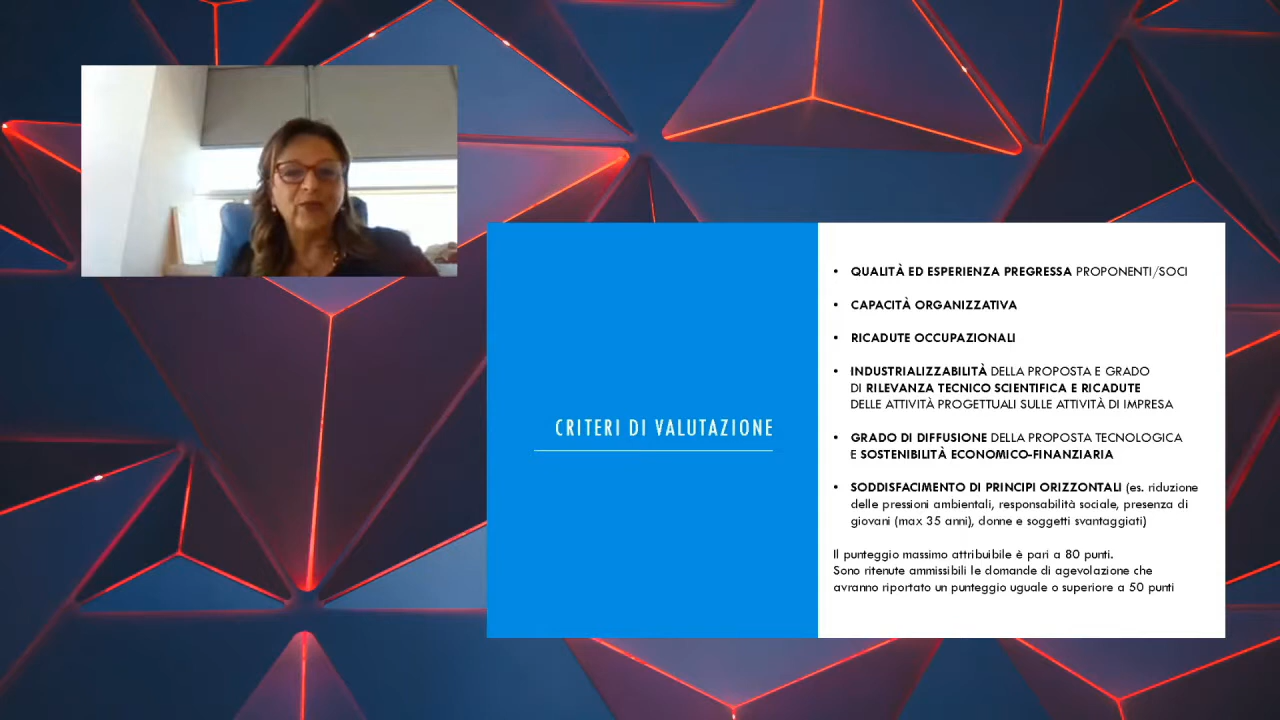 CRITERI DI VALUTAZIONE
• QUALITÀ ED ESPERIENZA PREGRESSA PROPONENTI/SOCI
• CAPACITÀ ORGANIZZATIVA
• RICADUTE OCCUPAZIONALI
• INDUSTRIALIZZABILITÀ DELLA PROPOSTA E GRADO
DI RILEVANZA TECNICO SCIENTIFICA E RICADUTE
DELLE ATTIVITÀ PROGETTUALI SULLE ATTIVITÀ DI IMPRESA
• GRADO DI DIFFUSIONE DELLA PROPOSTA TECNOLOGICA
E SOSTENIBILITÀ ECONOMICO-FINANZIARIA
• SODDISFACIMENTO DI PRINCIPI ORIZZONTALI (es. riduzione
delle pressioni ambientali, responsabilità sociale, presenza di
giovani (max 35 anni), donne e soggetti svantaggiati)
Il punteggio massimo attribuibile è pari a 80 punti.
Sono ritenute ammissibili le domande di agevolazione che
avranno riportato un punteggio uguale o superiore a 50 punti